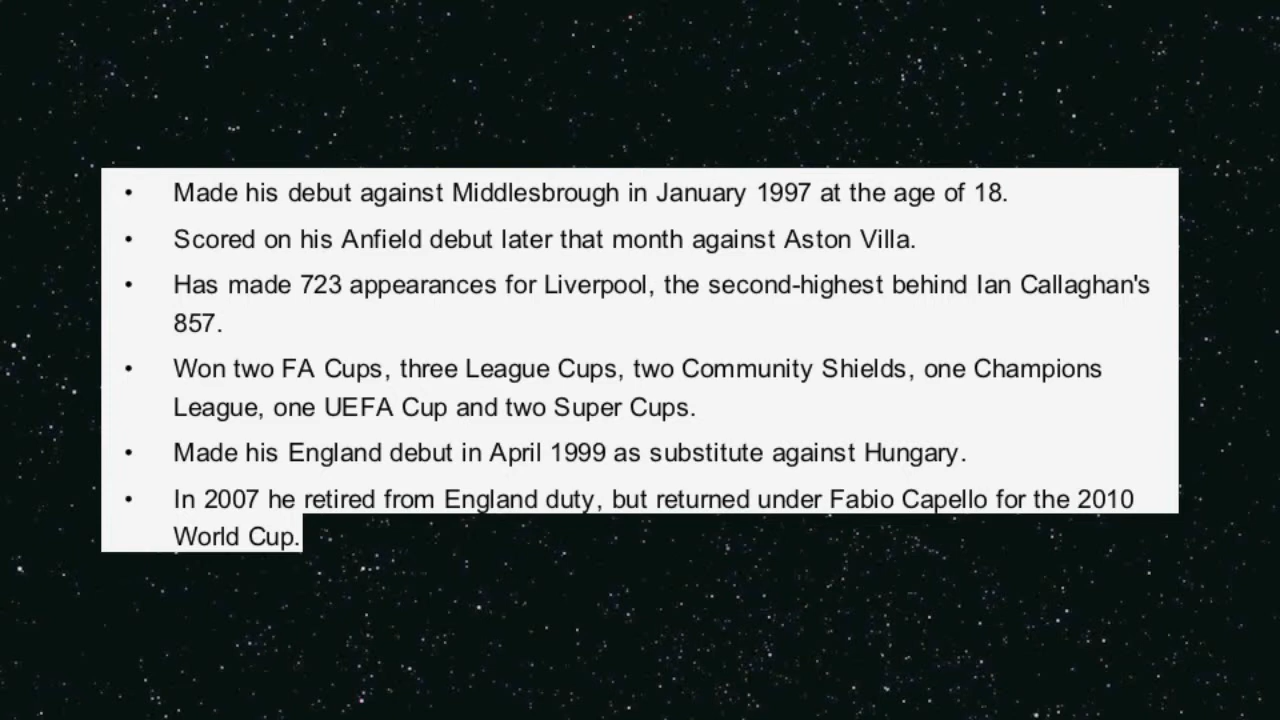 • Made his debut against Middlesbrough in January 1997 at the age of 18.
• Scored on his Anfield debut later that month against Aston Villa.
• Has made 723 appearances for Liverpool, the second-highest behind Ian Callaghan's
857.
• Won two FA Cups, three League Cups, two Community Shields, one Champions
League, one UEFA Cup and two Super Cups.
• Made his England debut in April 1999 as substitute against Hungary.
• In 2007 he retired from England duty, but returned under Fabio Capello for the 2010
World Cup.